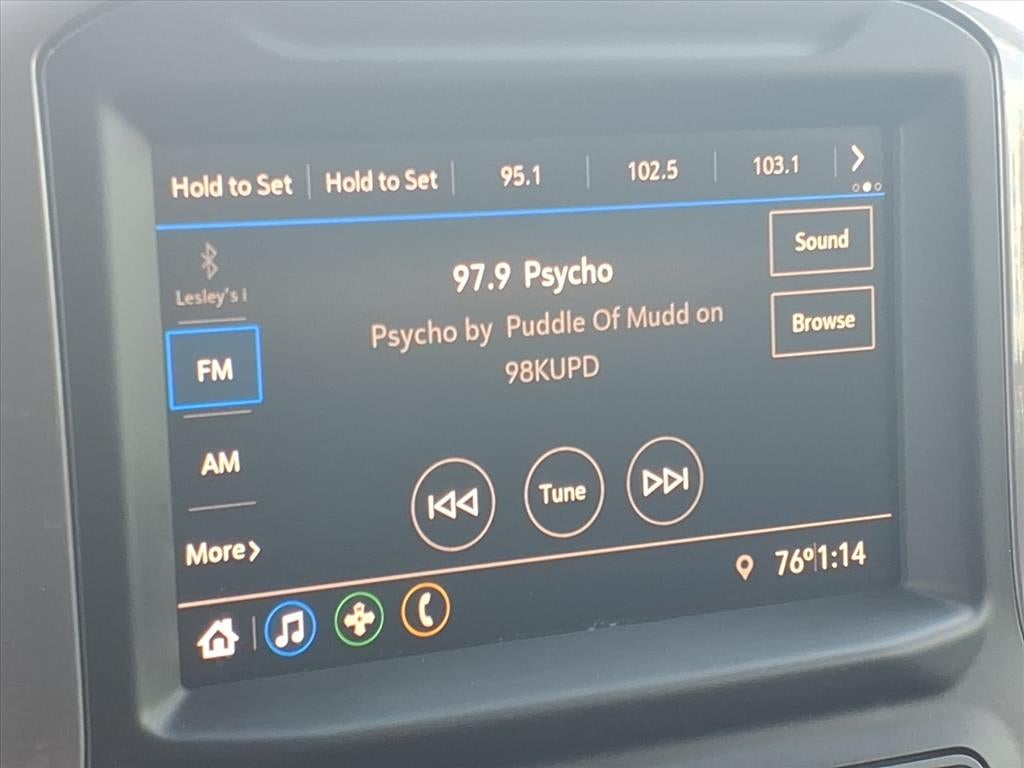 Hold to Set Hold to Set 95.1 102.5 103.1
Lesley's i
97.9 Psycho
Sound
Psycho by Puddle Of Mudd on
98KUPD
Browse
FM
AM
Tune
More
76° 1:14